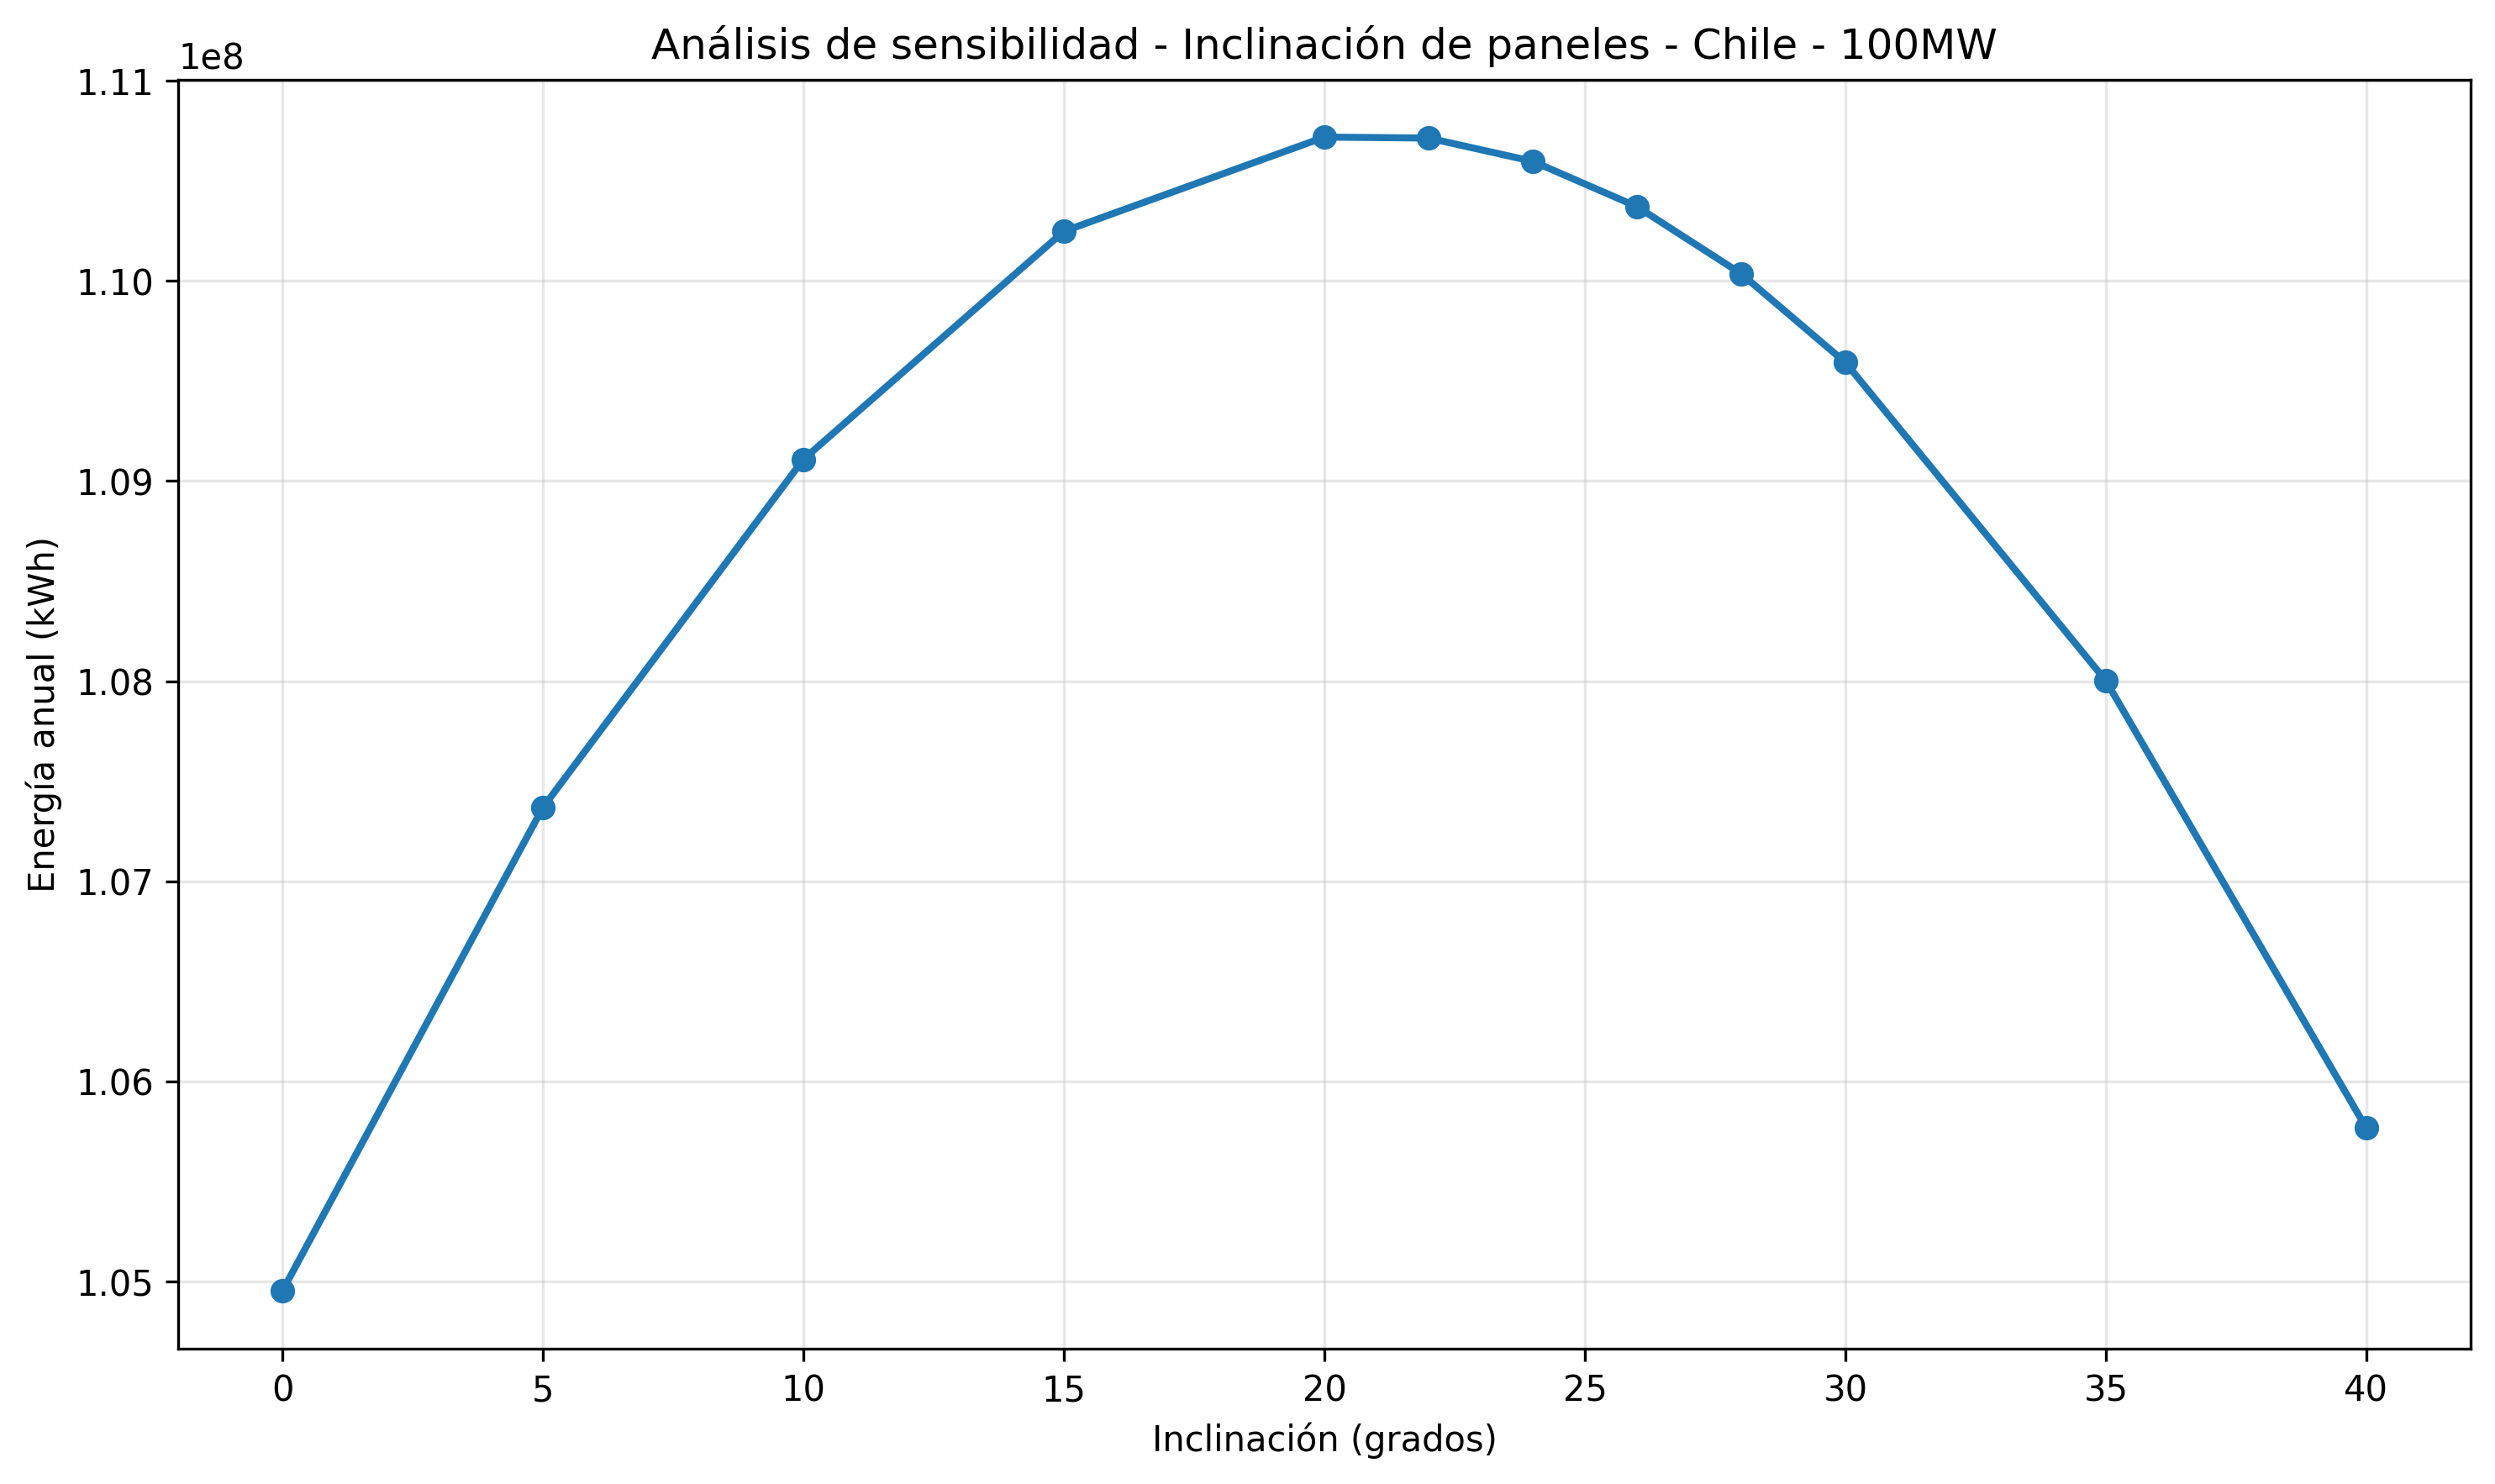 Análisis de sensibilidad - Inclinación de paneles - Chile - 100MW
1e8
1.11
1.10
1.09
1.08
1.07
1.06
1.05
Energía anual (kWh)
0 5 10 15 20 25 30 35 40
Inclinación (grados)